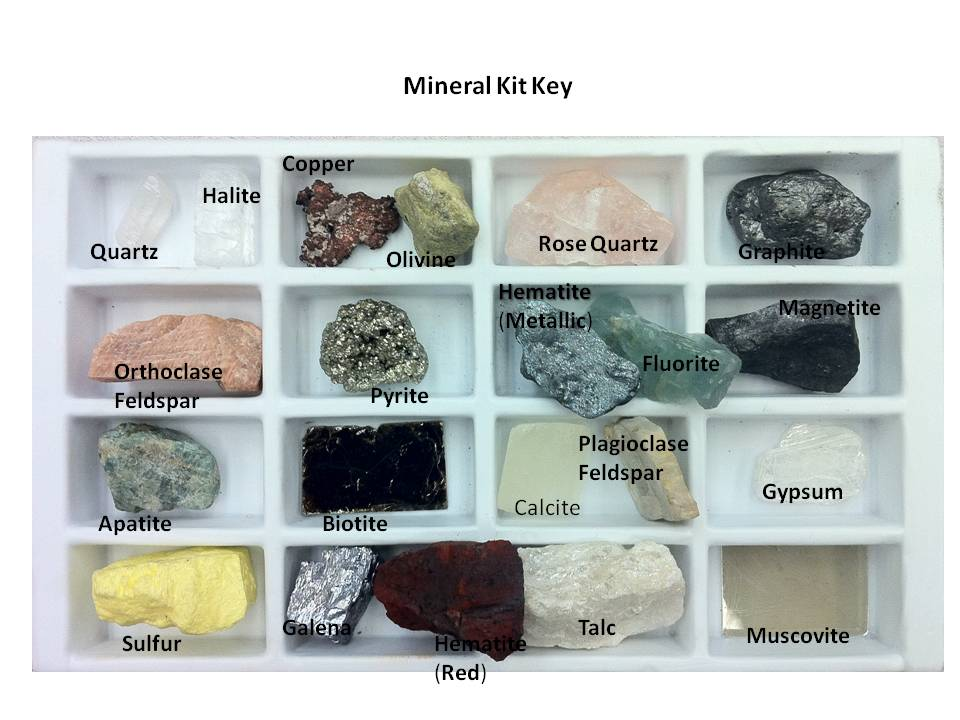 Mineral Kit Key
Copper
Halite
Quartz
Olivine
Rose Quartz
Graphite
Hematite
(Metallic)
Magnetite
Orthoclase
Feldspar
Pyrite
Fluorite
Plagioclase
Feldspar
Calcite
Gypsum
Apatite
Biotite
Sulfur
Galena
Hematite
(Red)
Talc
Muscovite